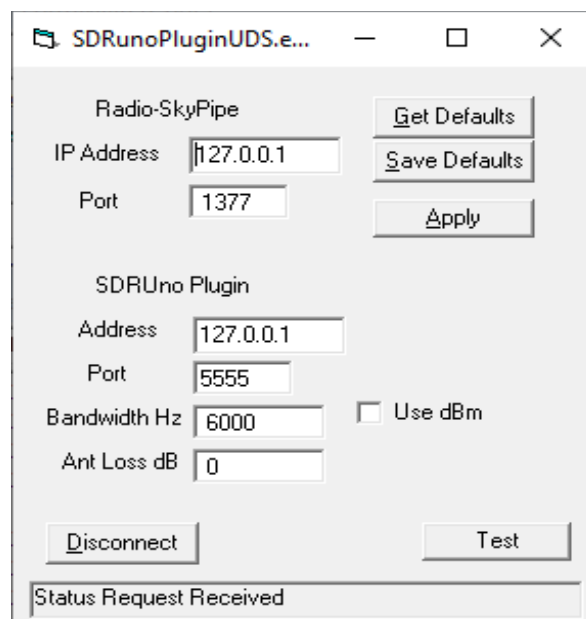 SDRunoPluginUDS.e...
Radio-SkyPipe
Get Defaults
IP Address 127.0.0.1
Save Defaults
Port 1377
Apply
SDRUno Plugin
Address 127.0.0.1
Port 5555
Bandwidth Hz 6000 Use dBm
Ant Loss dB 0
Disconnect Test
Status Request Received